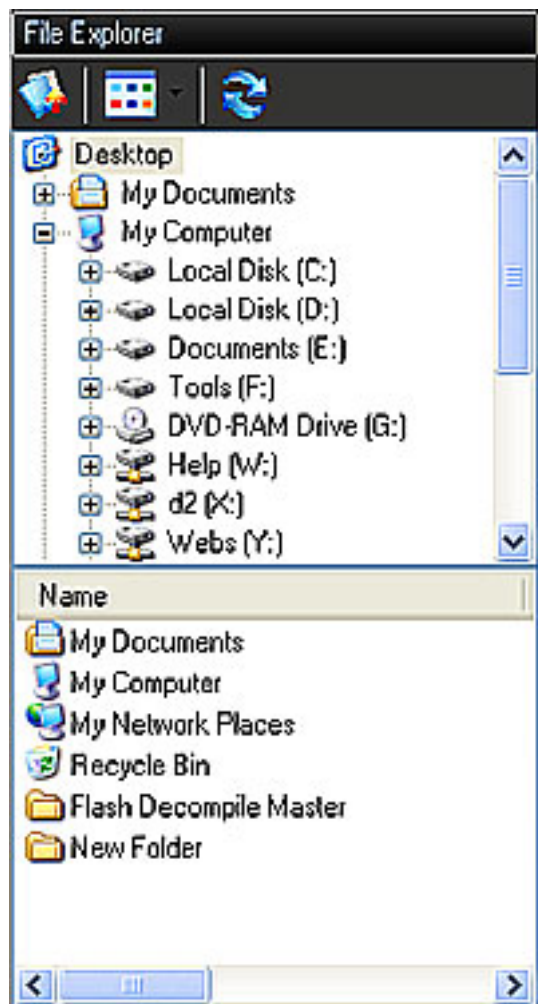 File Explorer
Desktop
My Documents
My Computer
Local Disk (C:)
Local Disk (D:)
Documents (E:)
Tools (F:)
DVD-RAM Drive (G:)
Help (W:)
d2 (X:)
Webs (Y:)
Name
My Documents
My Computer
My Network Places
Recycle Bin
Flash Decompile Master
New Folder